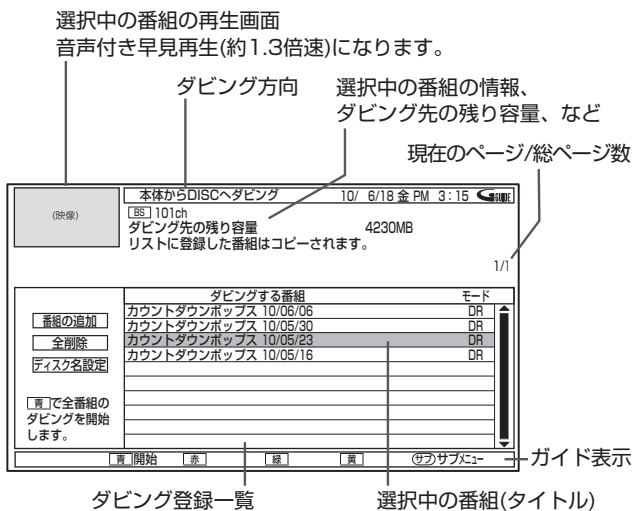 選択中の番組の再生画面
音声付き早見再生(約1.3倍速)になります。
ダビング方向
選択中の番組の情報、
ダビング先の残り容量、など
現在のページ/総ページ数
(映像)
本体からDISCへダビング 10/ 6/18 金 PM 3:15 GGUIDE
BS 101ch
ダビング先の残り容量 4230MB
リストに登録した番組はコピーされます。
1/1
番組の追加
全削除
ディスク名設定
青で全番組の
ダビングを開始
します。
ダビングする番組 モード
カウントダウンポップス 10/06/06 DR
カウントダウンポップス 10/05/30 DR
カウントダウンポップス 10/05/23 DR
カウントダウンポップス 10/05/16 DR
青 開始 赤 緑 黄 サブ サブメニュー
ガイド表示
ダビング登録一覧
選択中の番組(タイトル)